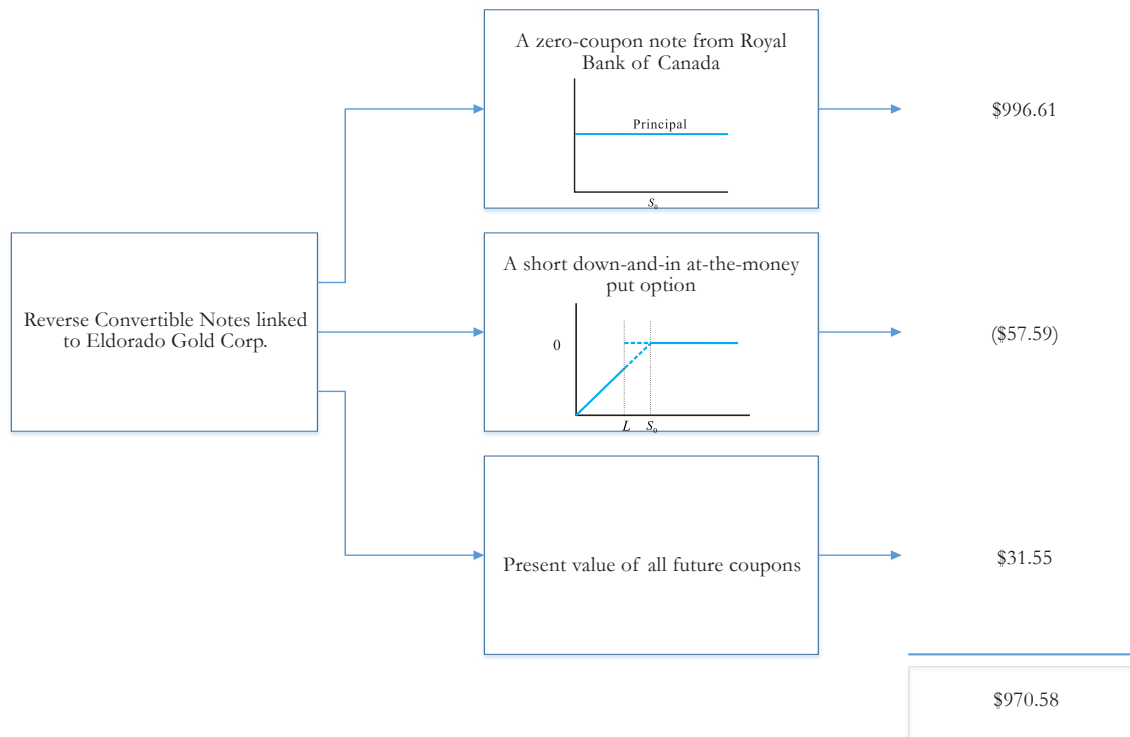 A zero-coupon note from Royal
Bank of Canada
Principal
S₀
$996.61
Reverse Convertible Notes linked
to Eldorado Gold Corp.
A short down-and-in at-the-money
put option
0
L S₀
($57.59)
Present value of all future coupons
$31.55
$970.58